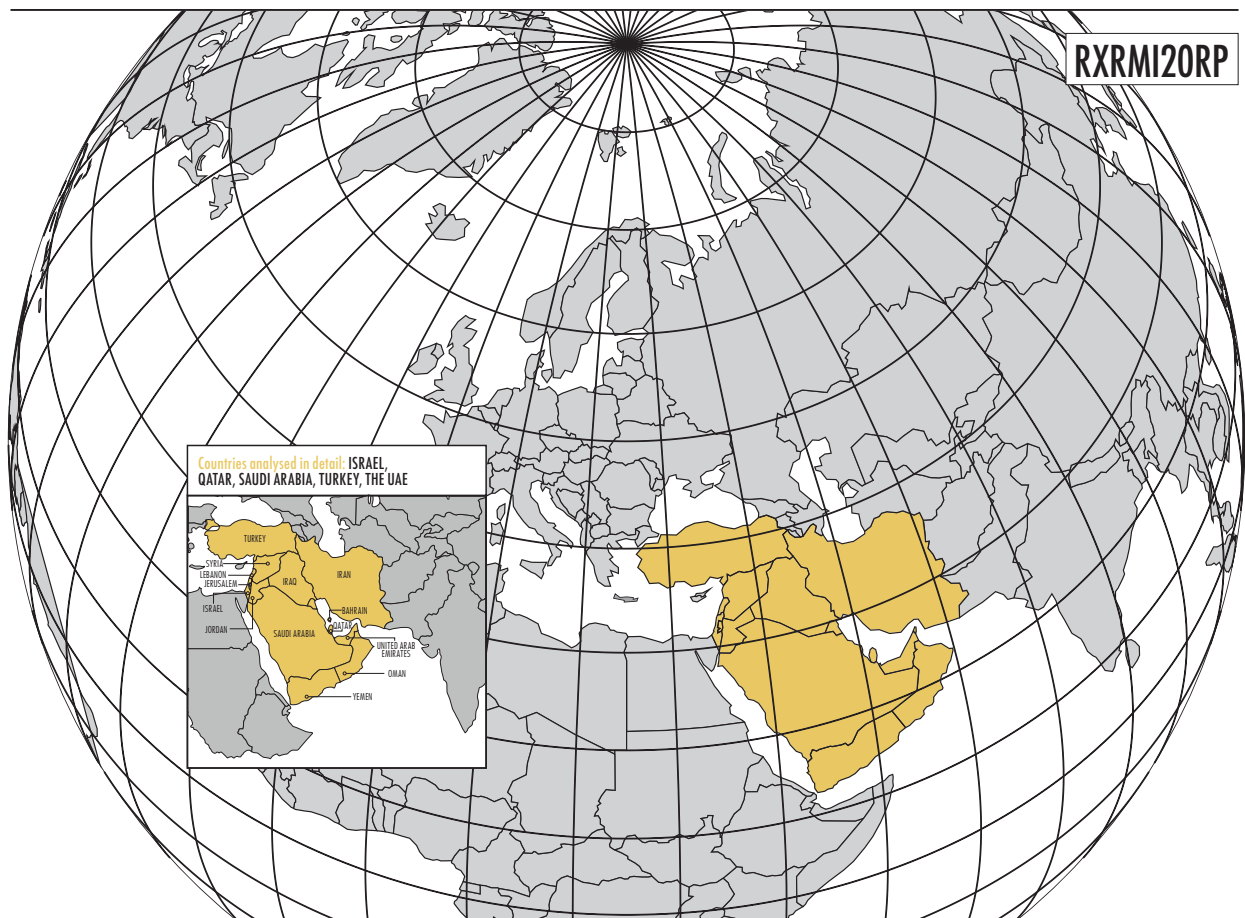 RXRMI20RP
Countries analysed in detail: ISRAEL,
QATAR, SAUDI ARABIA, TURKEY, THE UAE
TURKEY
SYRIA
LEBANON
JERUSALEM
IRAQ
IRAN
ISRAEL
BAHRAIN
JORDAN
SAUDI ARABIA
QATAR
UNITED ARAB
EMIRATES
OMAN
YEMEN